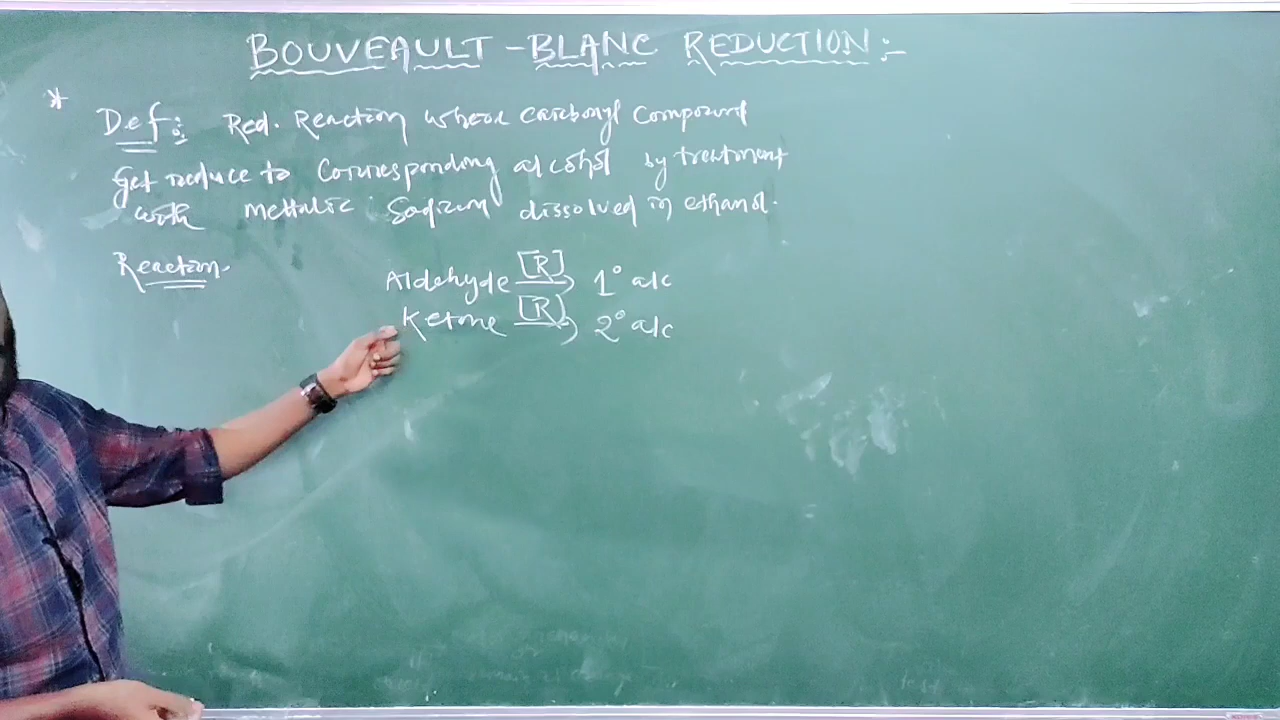 BOUVEAULT-BLANC REDUCTION:-
* Def: Red. Reaction where carbonyl compound
Get reduce to Corresponding alcohol by treatment
with mettalic Sodium dissolved in ethanol.
Reaction-
Aldehyde [R] → 1° alc
Ketone [R] → 2° alc